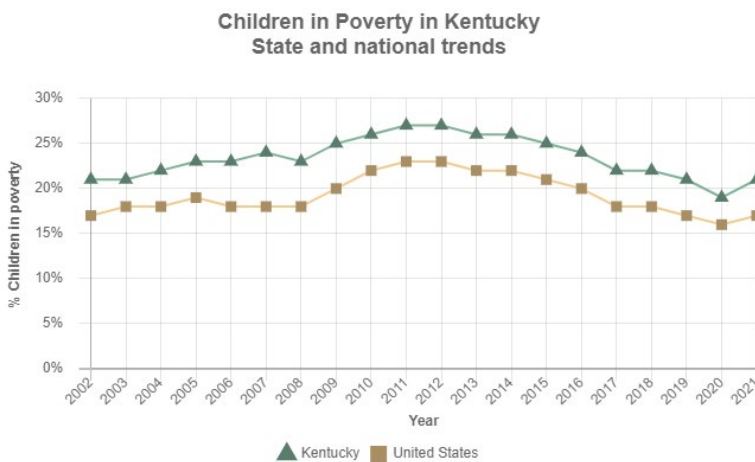 Children in Poverty in Kentucky
State and national trends
30%
25%
20%
15%
10%
5%
0%
% Children in poverty
2002 2003 2004 2005 2006 2007 2008 2009 2010 2011 2012 2013 2014 2015 2016 2017 2018 2019 2020 2021
Year
Kentucky United States